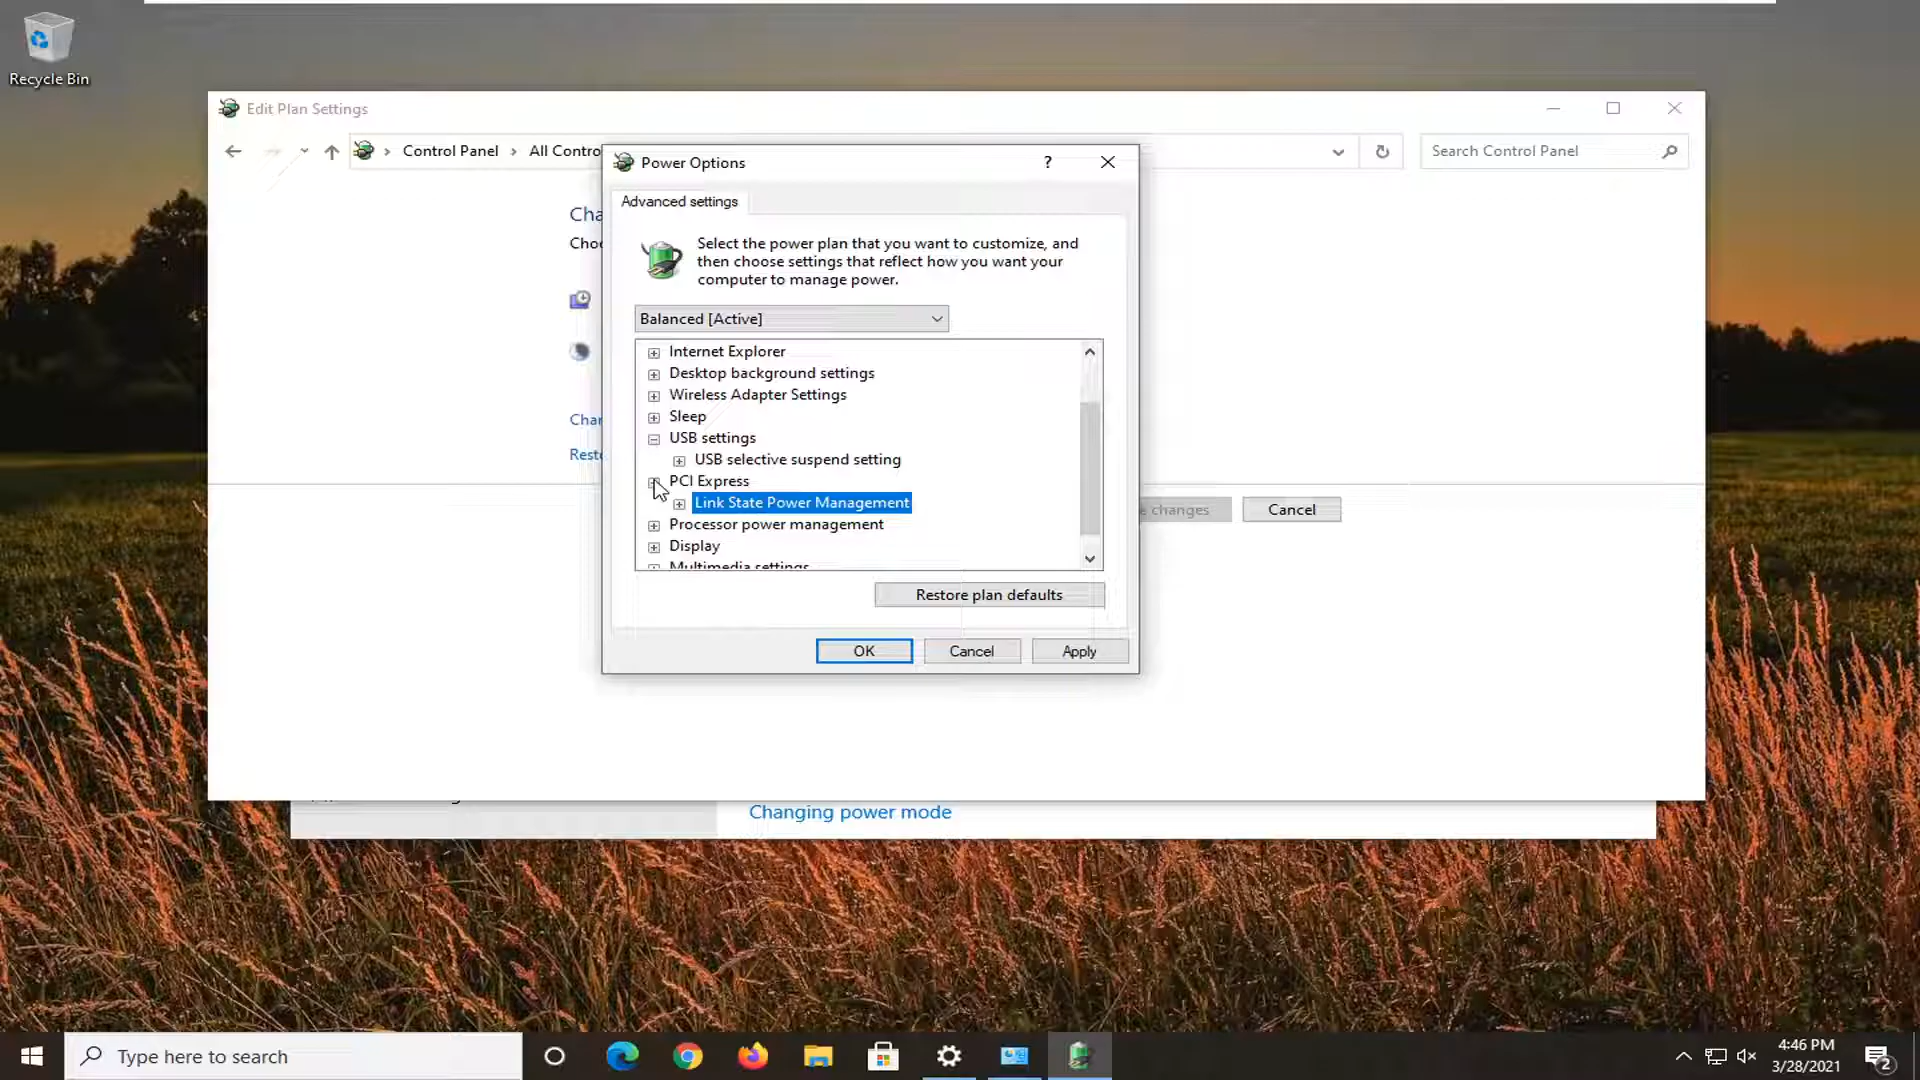 Recycle Bin
Edit Plan Settings
Control Panel
All Contro
Search Control Panel
Power Options
?
Advanced settings
Cha
Choo
Select the power plan that you want to customize, and
then choose settings that reflect how you want your
computer to manage power.
Balanced [Active]
Internet Explorer
Desktop background settings
Wireless Adapter Settings
Sleep
Char
USB settings
Resto
USB selective suspend setting
PCI Express
Link State Power Management
e changes
Cancel
Processor power management
Display
Multimedia settings
Restore plan defaults
OK
Cancel
Apply
Changing power mode
Type here to search
4:46 PM
3/28/2021
2